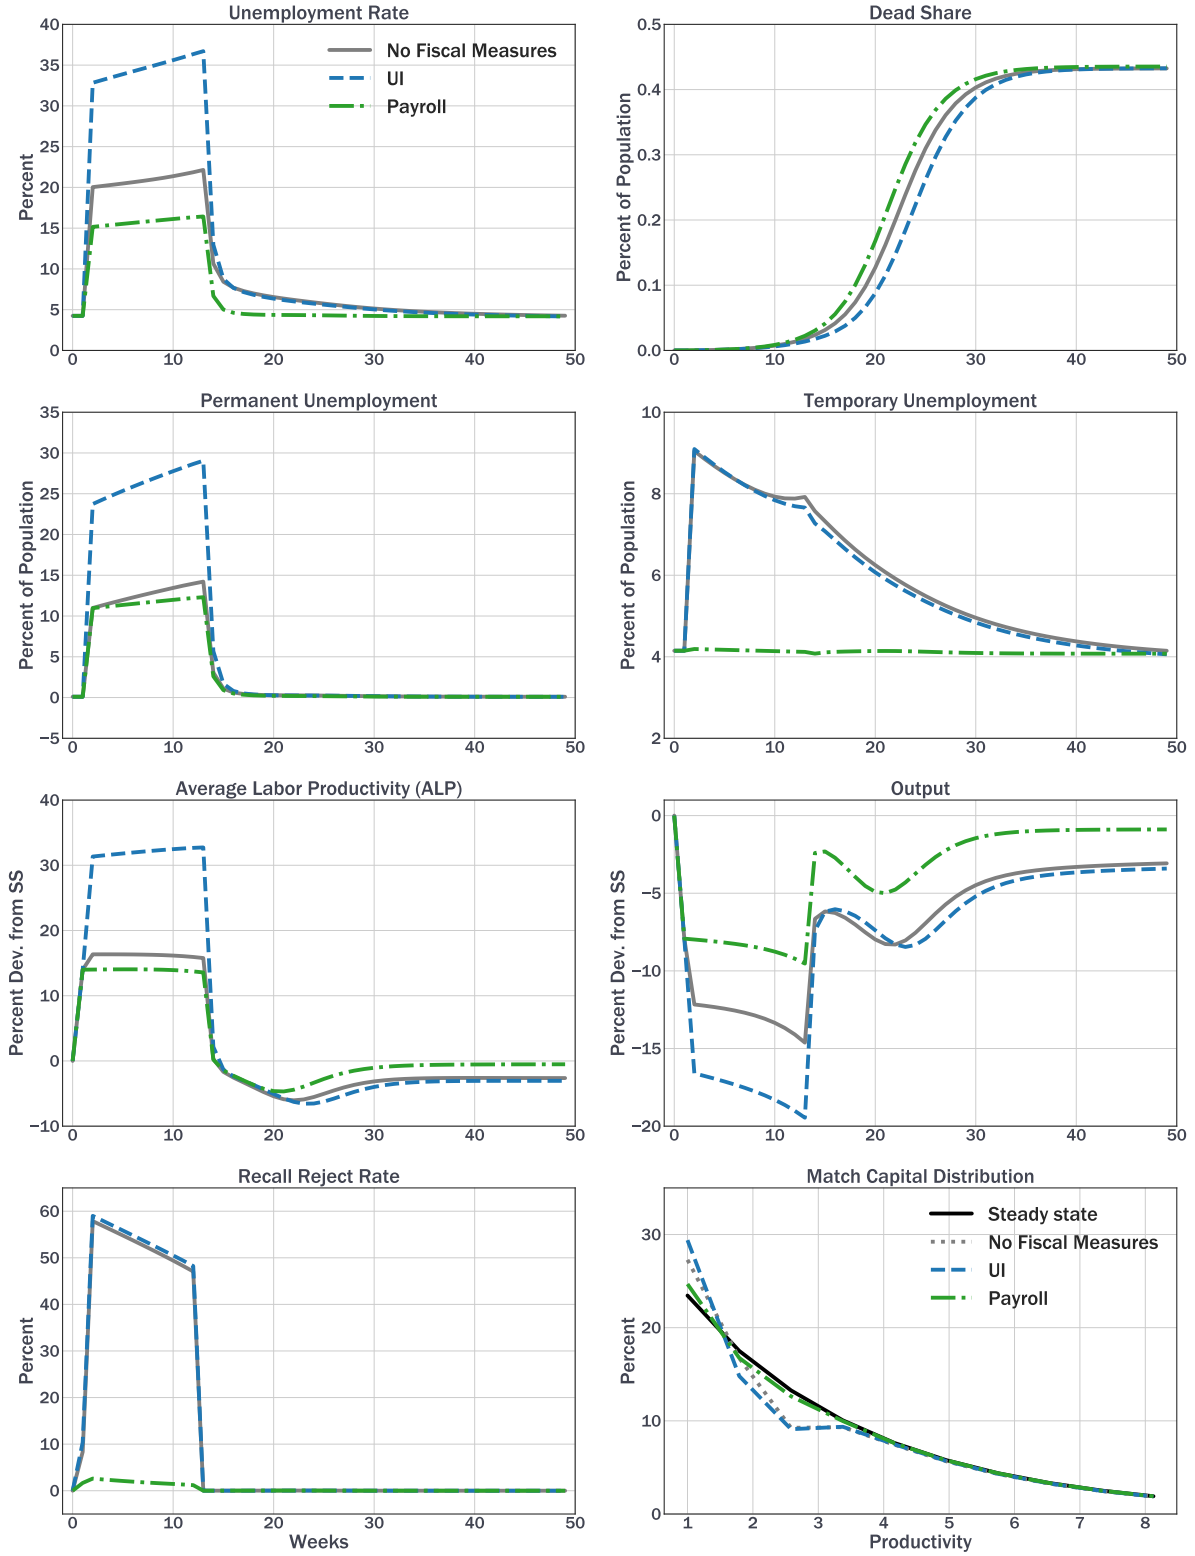 Unemployment Rate
Percent
40
35
30
25
20
15
10
5
0
0 10 20 30 40 50
No Fiscal Measures
UI
Payroll
Dead Share
Percent of Population
0.5
0.4
0.3
0.2
0.1
0.0
0 10 20 30 40 50
Permanent Unemployment
Percent of Population
35
30
25
20
15
10
5
0
−5
0 10 20 30 40 50
Temporary Unemployment
Percent of Population
10
8
6
4
2
0 10 20 30 40 50
Average Labor Productivity (ALP)
Percent Dev. from SS
40
30
20
10
0
−10
0 10 20 30 40 50
Output
Percent Dev. from SS
0
−5
−10
−15
−20
0 10 20 30 40 50
Recall Reject Rate
Percent
60
50
40
30
20
10
0
0 10 20 30 40 50
Weeks
Match Capital Distribution
Percent
30
20
10
0
1 2 3 4 5 6 7 8
Productivity
Steady state
No Fiscal Measures
UI
Payroll